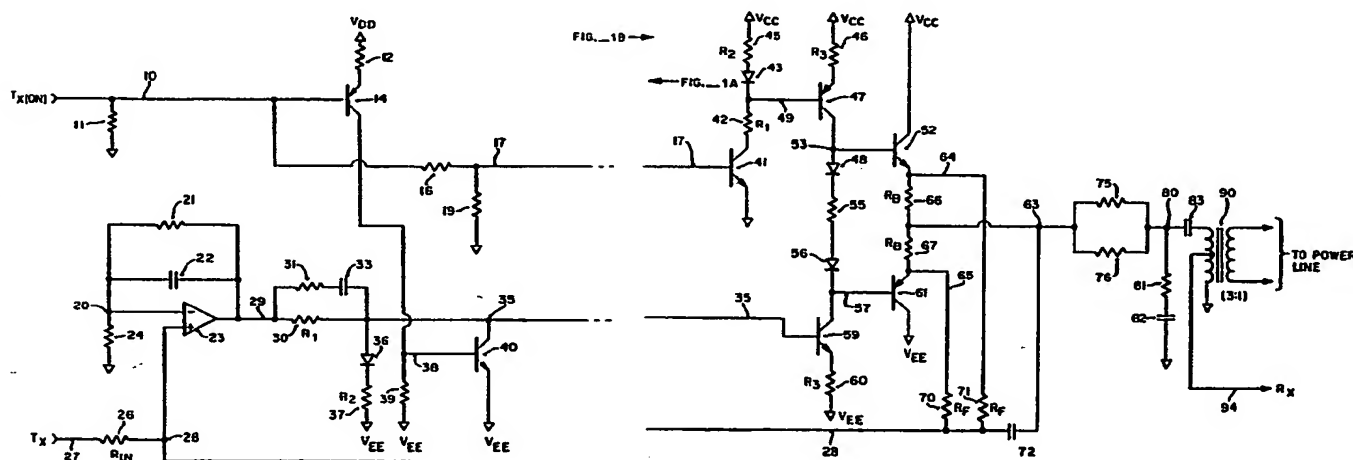 VCC
VCC
VCC
VDD
45
46
FIG._1B
R2
R3
12
43
10
FIG._1A
TX(ON)
14
47
49
11
42
R1
52
53
17
17
48
64
41
16
75
90
RB
66
63
80
83
19
55
21
TO POWER LINE
RB
67
76
22
31
33
56
65
61
20
29
35
35
57
61
(3:1)
23
30
R1
59
82
24
36
38
40
VEE
R2
R3
60
70
71
RX
26
37
39
RF
RF
94
TX
27
RIN
28
VEE
VEE
VEE
VEE
28
72